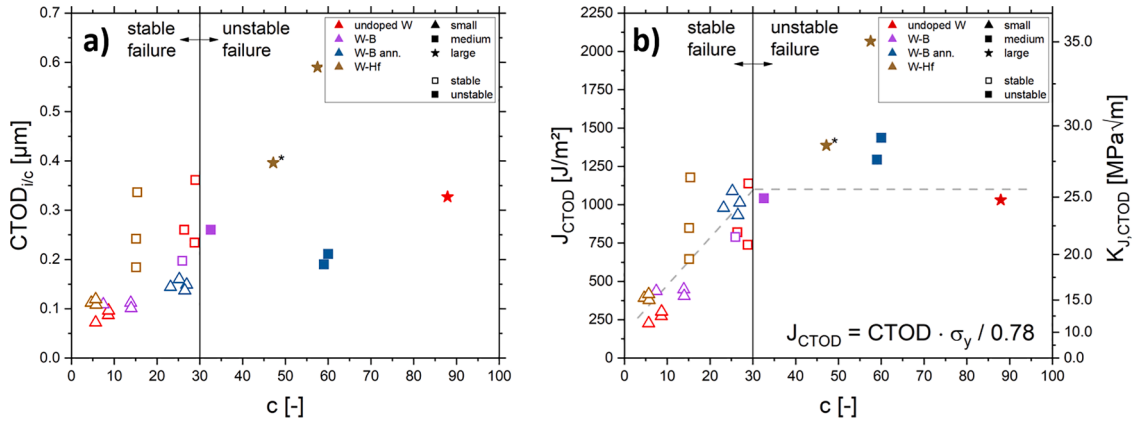 a)
stable
failure
unstable
failure
undoped W
W-B
W-B ann.
W-Hf
small
medium
large
stable
unstable
*
CTOD i/c [µm]
0.7
0.6
0.5
0.4
0.3
0.2
0.1
0.0
0 10 20 30 40 50 60 70 80 90 100
c [-]
b)
stable
failure
unstable
failure
undoped W
W-B
W-B ann.
W-Hf
small
medium
large
stable
unstable
*
J_CTOD [J/m²]
2250
2000
1750
1500
1250
1000
750
500
250
0
K_J,CTOD [MPa√m]
35.0
30.0
25.0
20.0
15.0
10.0
0.0
J_CTOD = CTOD · σ_y / 0.78
0 10 20 30 40 50 60 70 80 90 100
c [-]